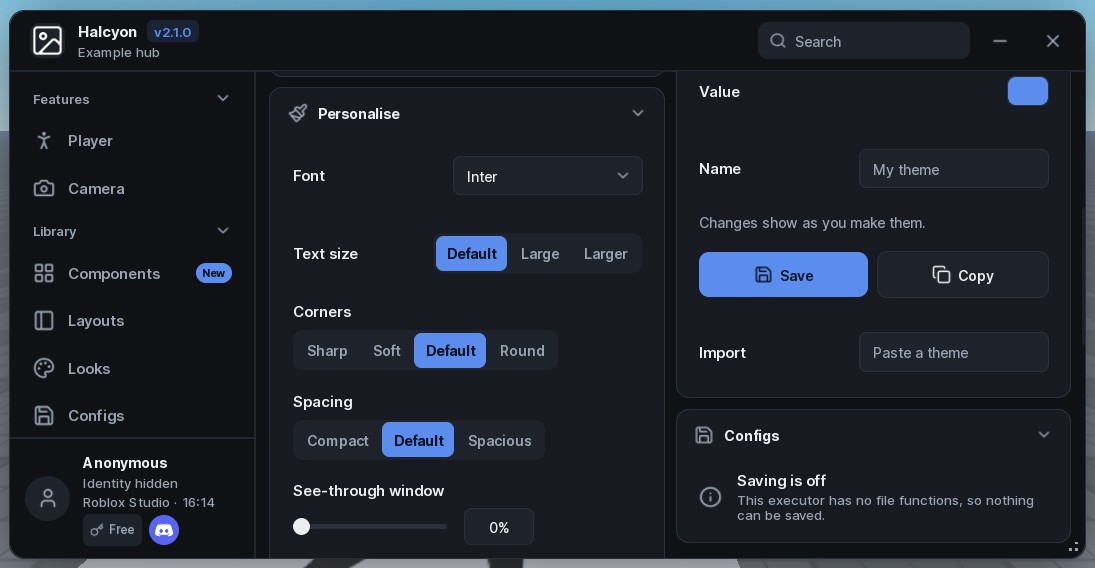 Halcyon v2.1.0
Example hub
Search
Features
Player
Camera
Library
Components New
Layouts
Looks
Configs
Anonymous
Identity hidden
Roblox Studio · 16:14
Free
Personalise
Font Inter
Text size Default Large Larger
Corners
Sharp Soft Default Round
Spacing
Compact Default Spacious
See-through window
0%
Value
Name My theme
Changes show as you make them.
Save Copy
Import Paste a theme
Configs
Saving is off
This executor has no file functions, so nothing
can be saved.